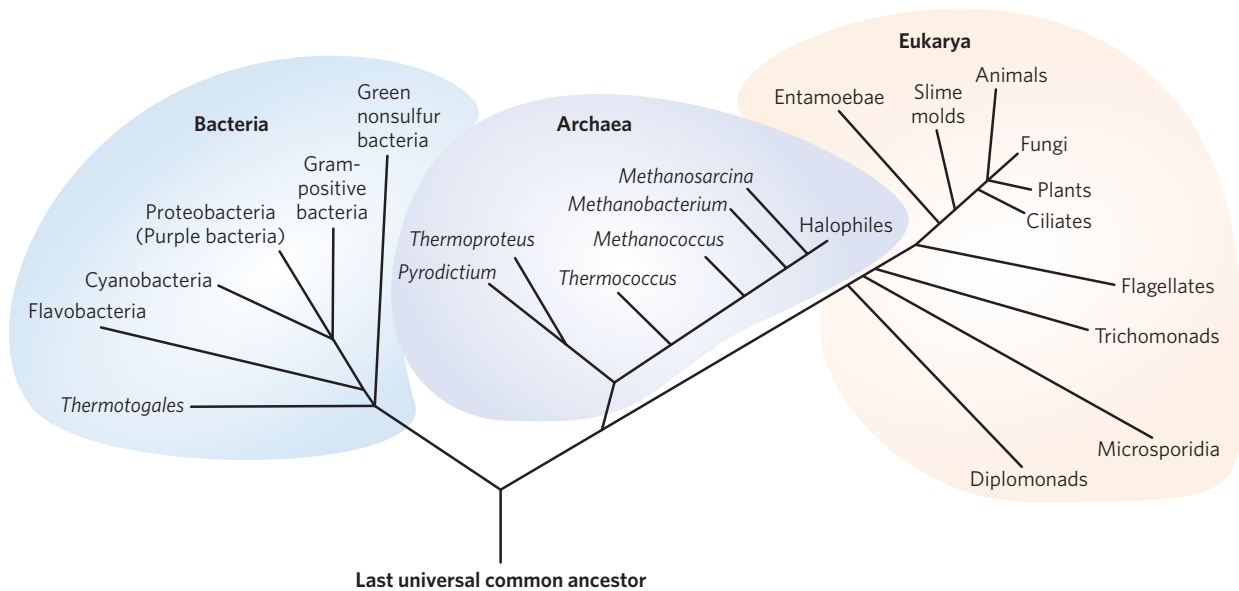 Bacteria
Green
nonsulfur
bacteria
Gram-
positive
bacteria
Proteobacteria
(Purple bacteria)
Cyanobacteria
Flavobacteria
Thermotogales
Archaea
Methanosarcina
Methanobacterium
Halophiles
Thermoproteus
Methanococcus
Pyrodictium
Thermococcus
Eukarya
Animals
Entamoebae
Slime
molds
Fungi
Plants
Ciliates
Flagellates
Trichomonads
Microsporidia
Diplomonads
Last universal common ancestor